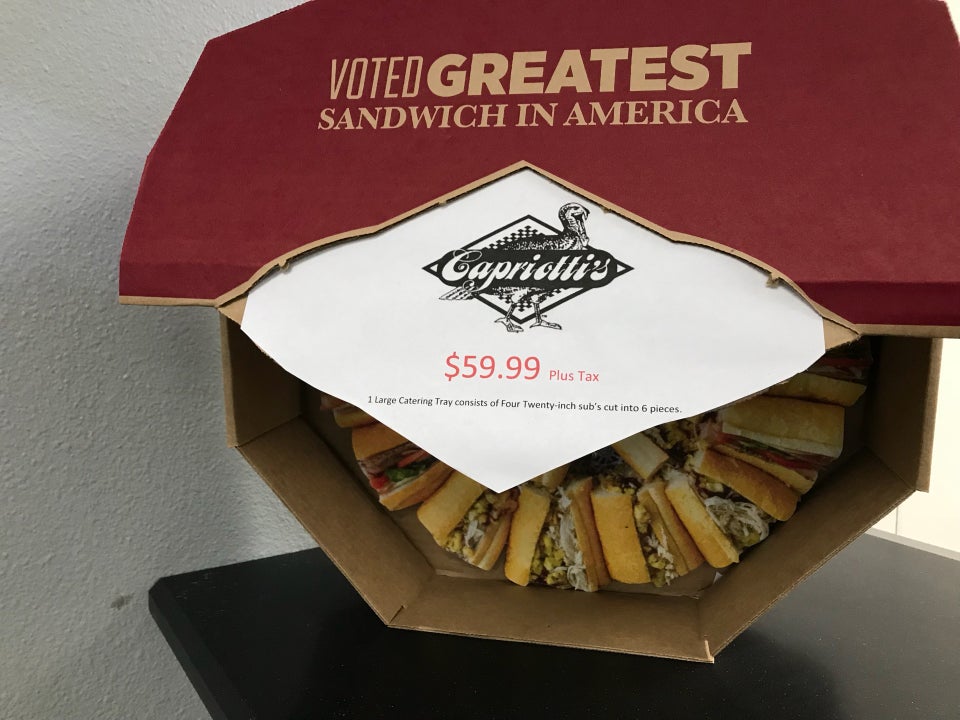 VOTED GREATEST
SANDWICH IN AMERICA
Capriotti's
$59.99 Plus Tax
1 Large Catering Tray consists of Four Twenty-inch sub's cut into 6 pieces.